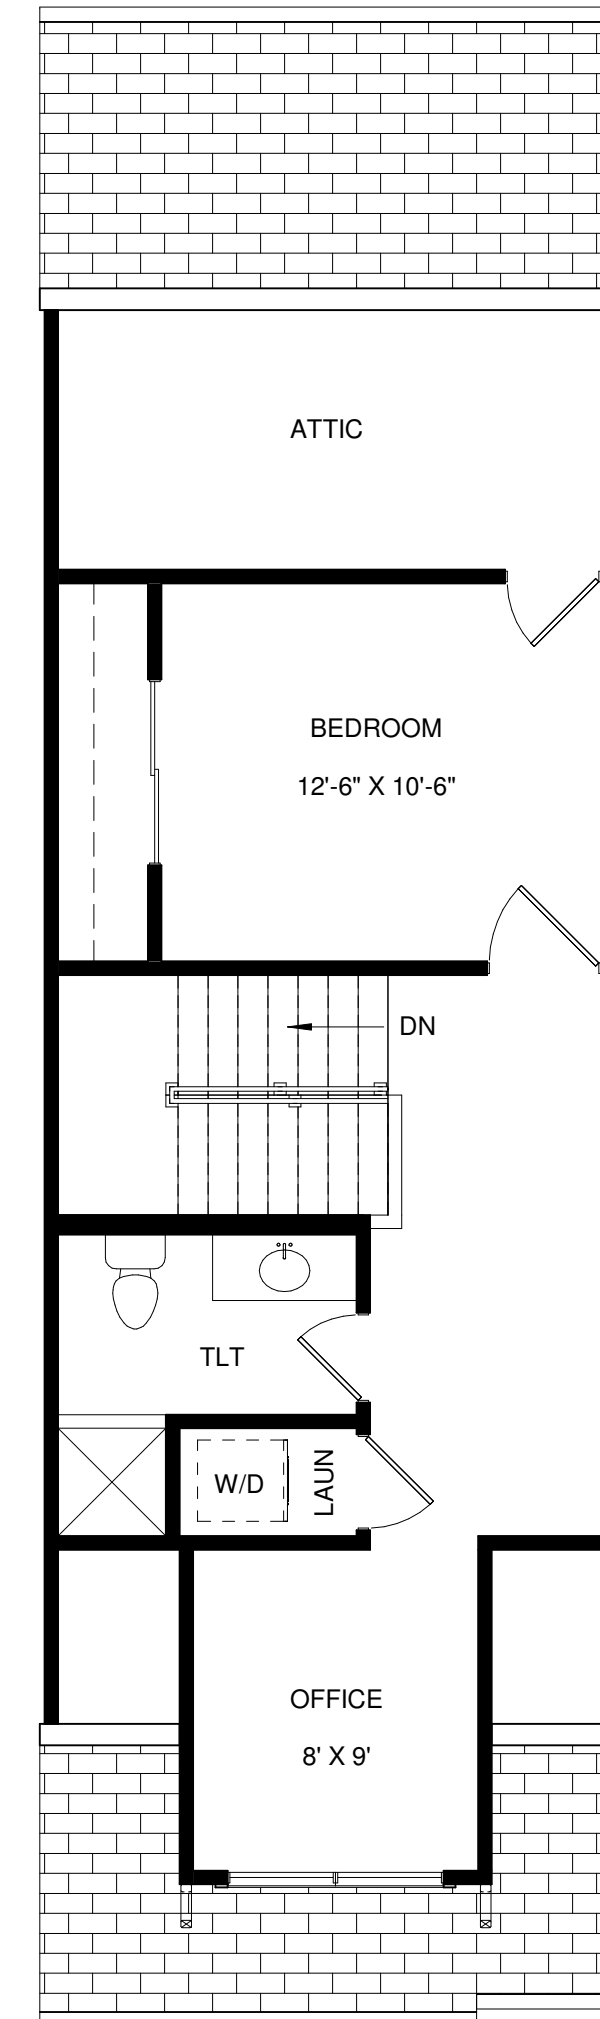 ATTIC
BEDROOM
12'-6" X 10'-6"
DN
TLT
W/D
LAUN
OFFICE
8' X 9'